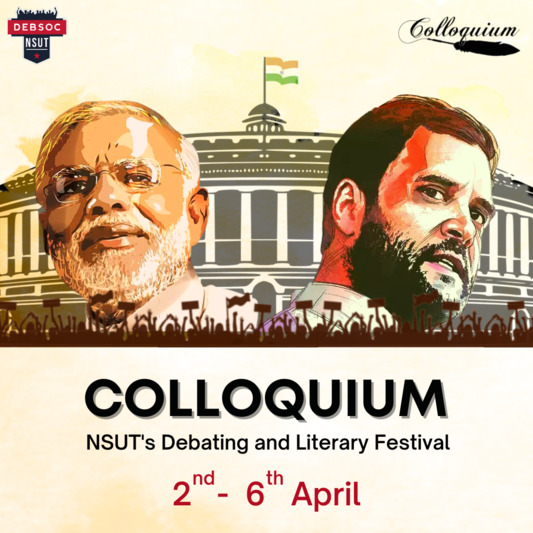 DEBSOC
NSUT
Colloquium
COLLOQUIUM
NSUT's Debating and Literary Festival
2nd - 6th April